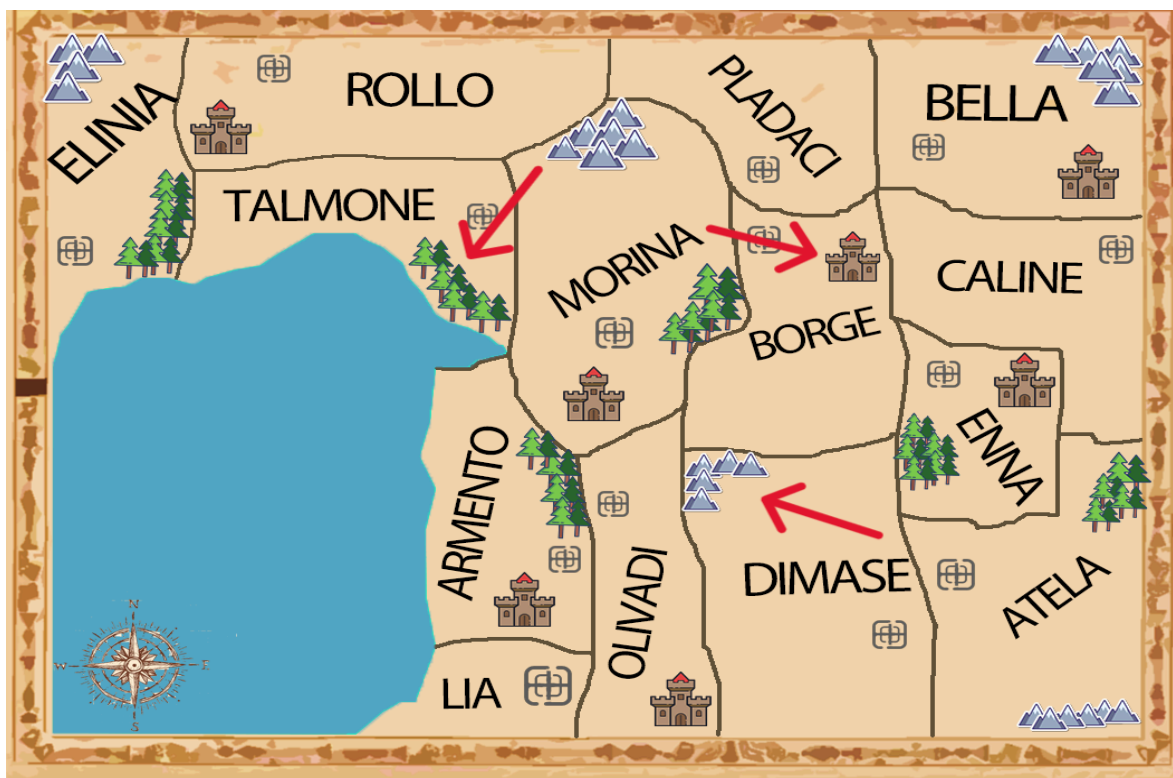 ROLLO
PLADACI
BELLA
ELINIA
TALMONE
MORINA
CALINE
BORGE
ENNA
ARMENTO
OLIVADI
DIMASE
ATELA
LIA
N
W
E
S